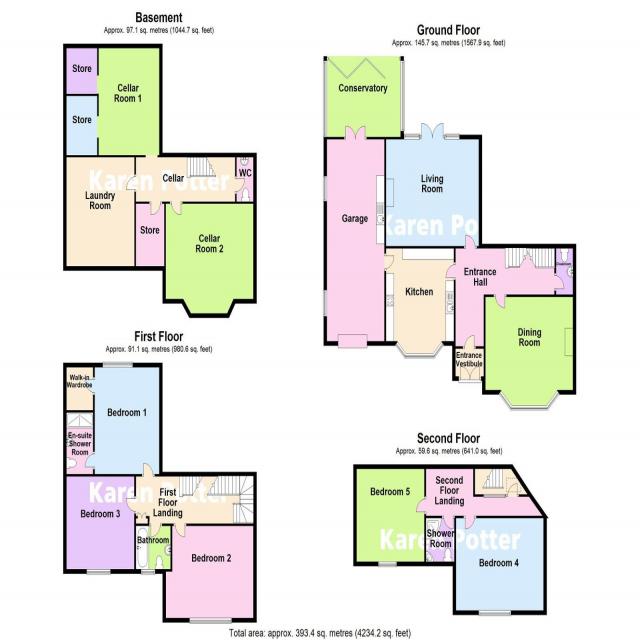 Basement
Approx. 97.1 sq. metres (1044.7 sq. feet)
Store
Cellar
Room 1
Store
Laundry
Room
Cellar
WC
Store
Cellar
Room 2
Karen Potter
Ground Floor
Approx. 145.7 sq. metres (1567.9 sq. feet)
Conservatory
Garage
Living
Room
Karen Po
Kitchen
Entrance
Hall
Entrance
Vestibule
Dining
Room
First Floor
Approx. 91.1 sq. metres (980.6 sq. feet)
Walk-in
Wardrobe
Bedroom 1
En-suite
Shower
Room
Karen Potter
Bedroom 3
First
Floor
Landing
Bathroom
Bedroom 2
Second Floor
Approx. 59.6 sq. metres (641.0 sq. feet)
Bedroom 5
Second
Floor
Landing
Shower
Room
Karen Potter
Bedroom 4
Total area: approx. 393.4 sq. metres (4234.2 sq. feet)